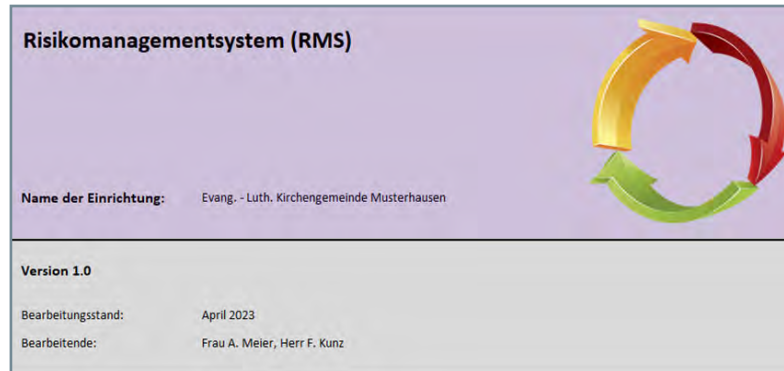 Risikomanagementsystem (RMS)
Name der Einrichtung: Evang. - Luth. Kirchengemeinde Musterhausen
Version 1.0
Bearbeitungsstand: April 2023
Bearbeitende: Frau A. Meier, Herr F. Kunz